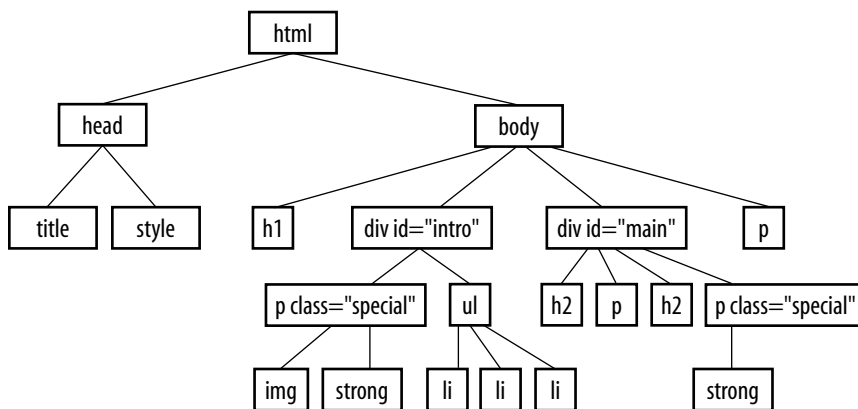 html
head
body
title
style
h1
div id="intro"
div id="main"
p
p class="special"
ul
h2
p
h2
p class="special"
img
strong
li
li
li
strong